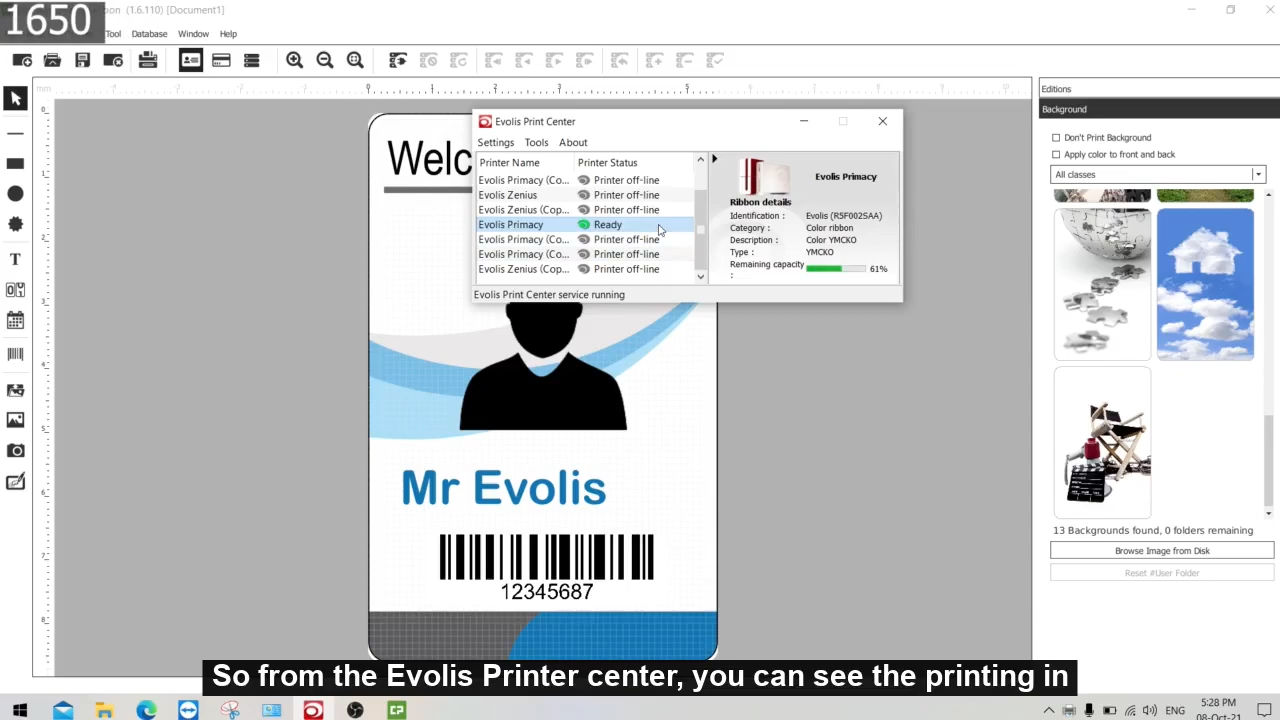 1650
on (1.6.110) [Document1]
Tool Database Window Help
mm
Editions
Background
Don't Print Background
Apply color to front and back
All classes
Welc
Evolis Print Center
Settings Tools About
Printer Name Printer Status
Evolis Primacy (Co... Printer off-line
Evolis Zenius Printer off-line
Evolis Zenius (Cop... Printer off-line
Evolis Primacy Ready
Evolis Primacy (Co... Printer off-line
Evolis Primacy (Co... Printer off-line
Evolis Zenius (Cop... Printer off-line
Evolis Print Center service running
Evolis Primacy
Ribbon details
Identification : Evolis (R5F002SAA)
Category : Color ribbon
Description : Color YMCKO
Type : YMCKO
Remaining capacity : 61%
Mr Evolis
12345687
13 Backgrounds found, 0 folders remaining
Browse Image from Disk
Reset #User Folder
So from the Evolis Printer center, you can see the printing in
ENG
5:28 PM
08-Oct-21